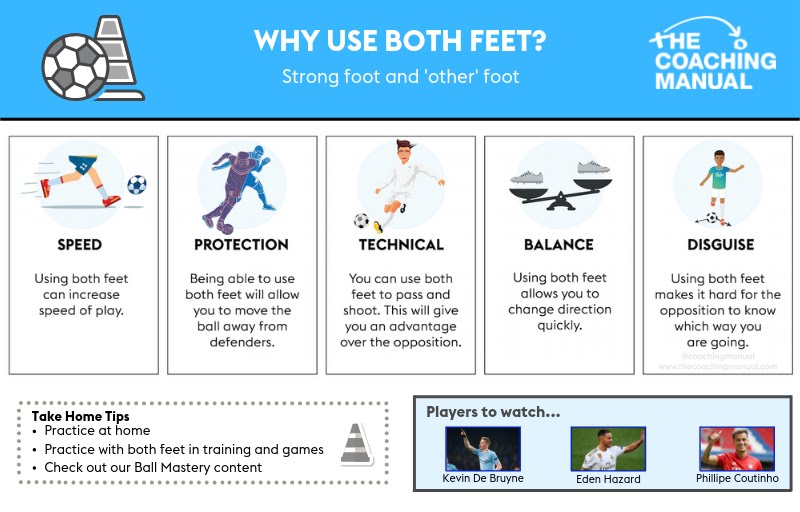 WHY USE BOTH FEET?
Strong foot and 'other' foot
THE
COACHING
MANUAL
SPEED
Using both feet
can increase
speed of play.
PROTECTION
Being able to use
both feet will allow
you to move the
ball away from
defenders.
TECHNICAL
You can use both
feet to pass and
shoot. This will give
you an advantage
over the opposition.
BALANCE
Using both feet
allows you to
change direction
quickly.
DISGUISE
Using both feet
makes it hard for the
opposition to know
which way you
are going.
@coachingmanual
www.thecoachingmanual.com
Take Home Tips
• Practice at home
• Practice with both feet in training and games
• Check out our Ball Mastery content
Players to watch...
Kevin De Bruyne
Eden Hazard
Phillipe Coutinho